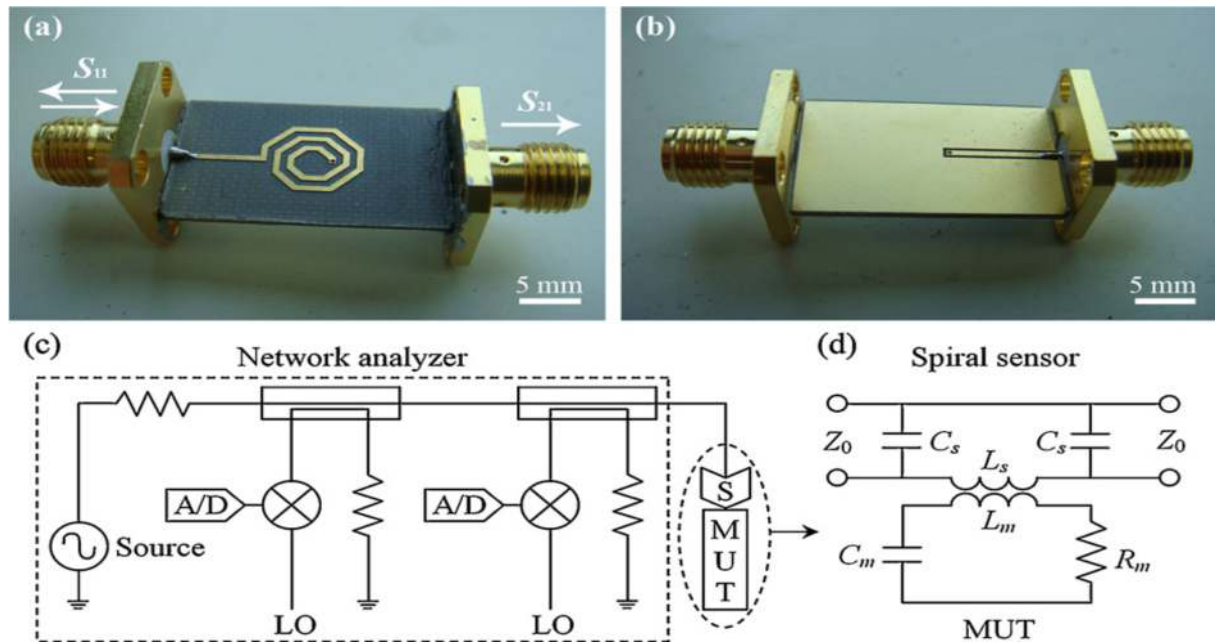 (a)
S11
S21
5 mm
(b)
5 mm
(c)
Network analyzer
A/D
A/D
Source
LO
LO
S
M
U
T
(d)
Spiral sensor
Z0
Cs
Cs
Z0
Ls
Lm
Cm
Rm
MUT